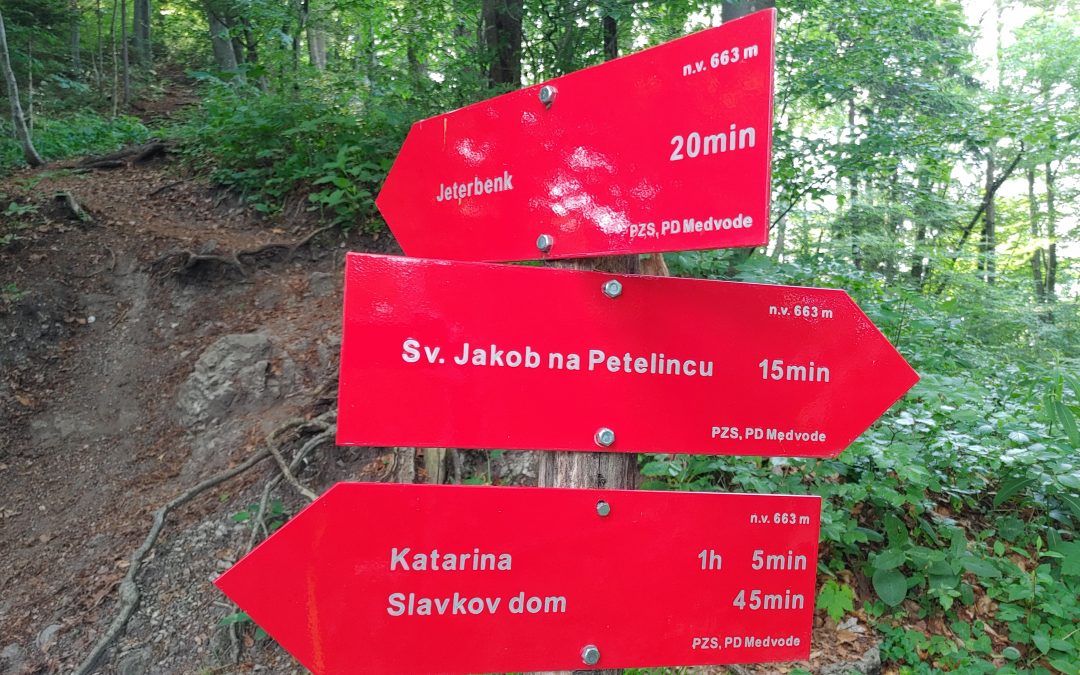 n.v. 663 m
20min
Jeterbenk
PZS, PD Medvode
n.v. 663 m
Sv. Jakob na Petelincu 15min
PZS, PD Medvode
n.v. 663 m
Katarina 1h 5min
Slavkov dom 45min
PZS, PD Medvode